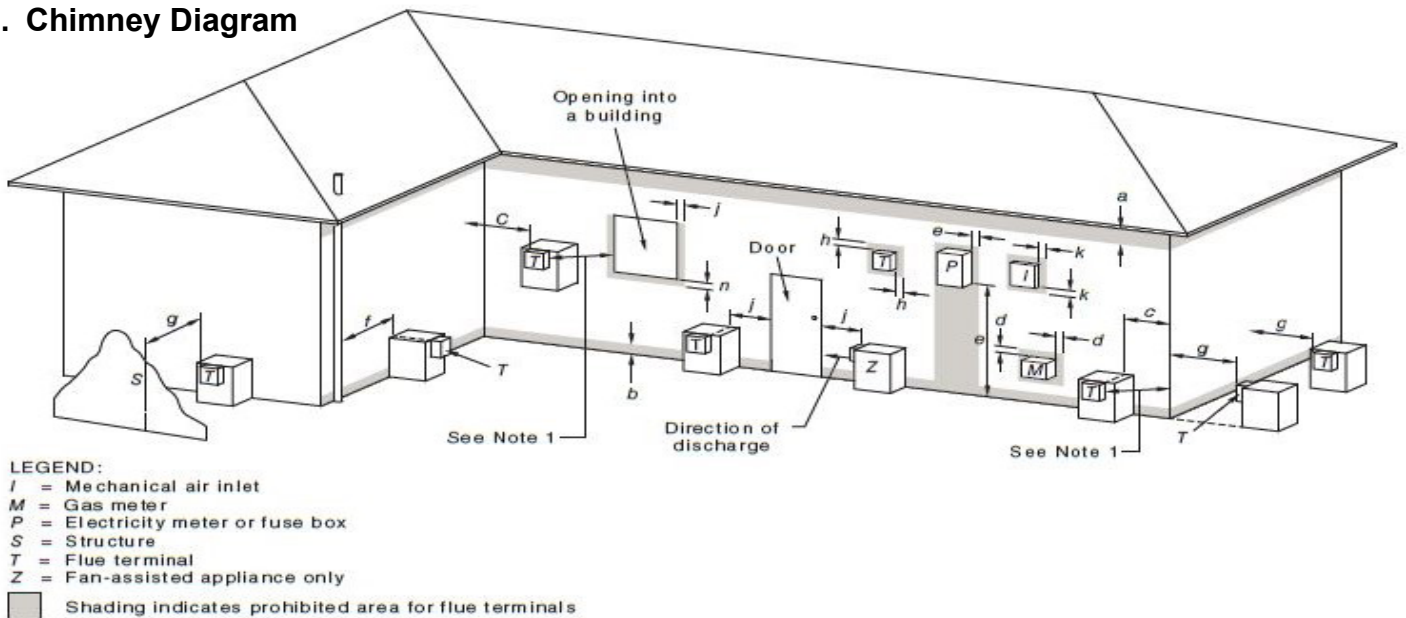 . Chimney Diagram
Opening into
a building
a
C
j
h
T
e
P
I
k
Door
T
n
h
k
g
f
j
j
e
d
d
c
g
g
S
T
T
b
T
Z
M
T
T
T
See Note 1
Direction of
discharge
See Note 1
LEGEND:
I = Mechanical air inlet
M = Gas meter
P = Electricity meter or fuse box
S = Structure
T = Flue terminal
Z = Fan-assisted appliance only
Shading indicates prohibited area for flue terminals